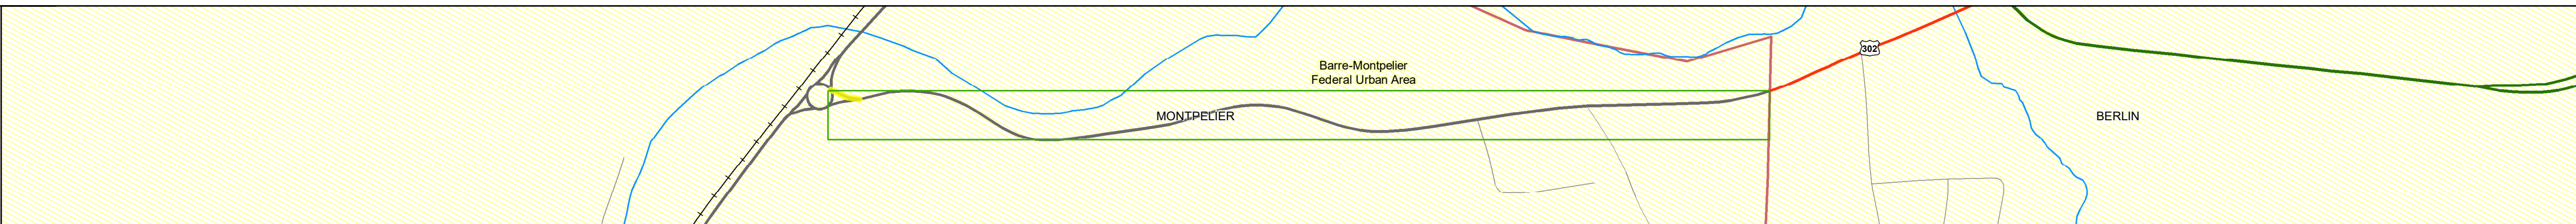 302
Barre-Montpelier
Federal Urban Area
MONTPELIER
BERLIN